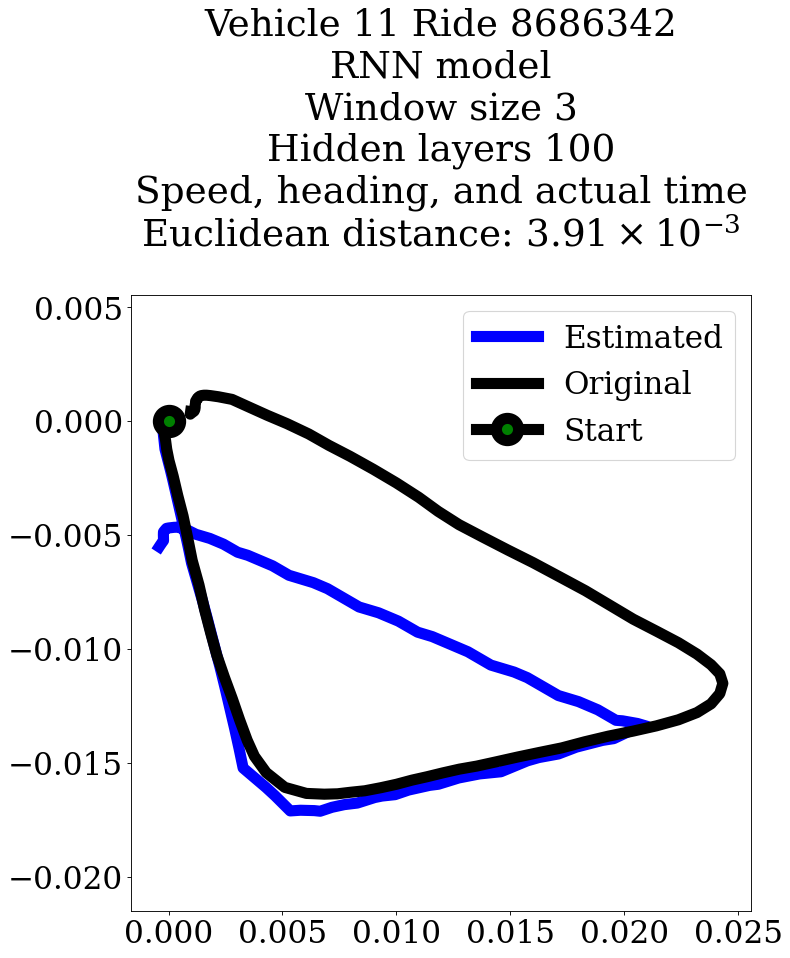 Vehicle 11 Ride 8686342
RNN model
Window size 3
Hidden layers 100
Speed, heading, and actual time
Euclidean distance: 3.91 × 10⁻³
Estimated
Original
Start
0.005
0.000
−0.005
−0.010
−0.015
−0.020
0.000 0.005 0.010 0.015 0.020 0.025